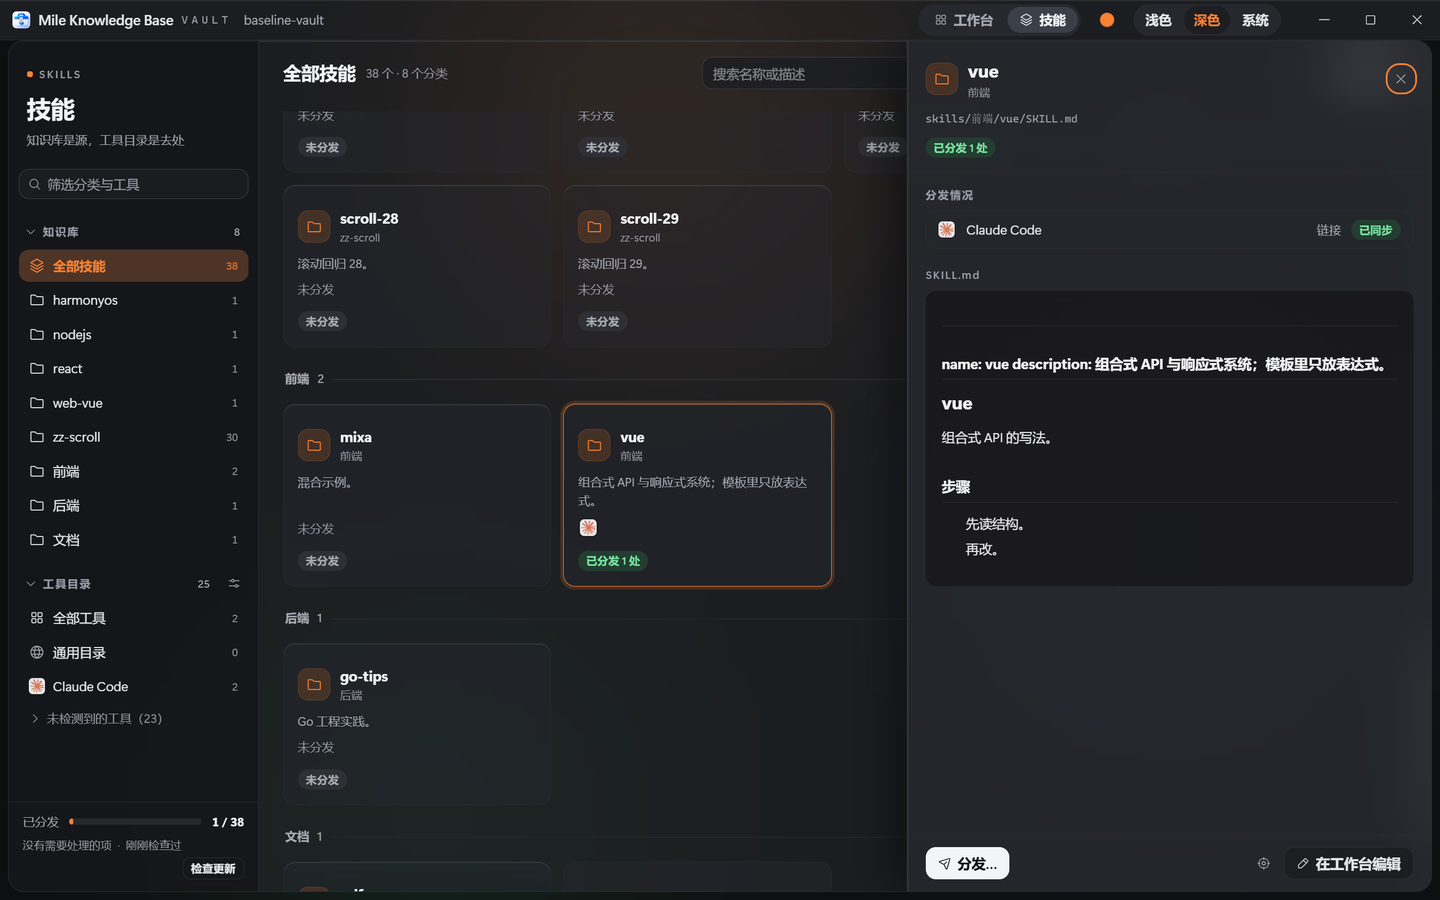 Mile Knowledge Base VAULT baseline-vault
工作台 技能 浅色 深色 系统
SKILLS
技能
知识库是源，工具目录是去处
筛选分类与工具
知识库 8
全部技能 38
harmonyos 1
nodejs 1
react 1
web-vue 1
zz-scroll 30
前端 2
后端 1
文档 1
工具目录 25
全部工具 2
通用目录 0
Claude Code 2
未检测到的工具（23）
已分发 1 / 38
没有需要处理的项 · 刚刚检查过
检查更新
全部技能 38 个 · 8 个分类
搜索名称或描述
未分发 未分发 未分发
未分发 未分发 未分发
scroll-28
zz-scroll
滚动回归 28。
未分发
未分发
scroll-29
zz-scroll
滚动回归 29。
未分发
未分发
前端 2
mixa
前端
混合示例。
未分发
未分发
vue
前端
组合式 API 与响应式系统；模板里只放表达
式。
已分发 1 处
后端 1
go-tips
后端
Go 工程实践。
未分发
未分发
文档 1
vue
前端
skills/前端/vue/SKILL.md
已分发 1 处
分发情况
Claude Code 链接 已同步
SKILL.md
name: vue description: 组合式 API 与响应式系统；模板里只放表达式。
vue
组合式 API 的写法。
步骤
先读结构。
再改。
分发...
在工作台编辑